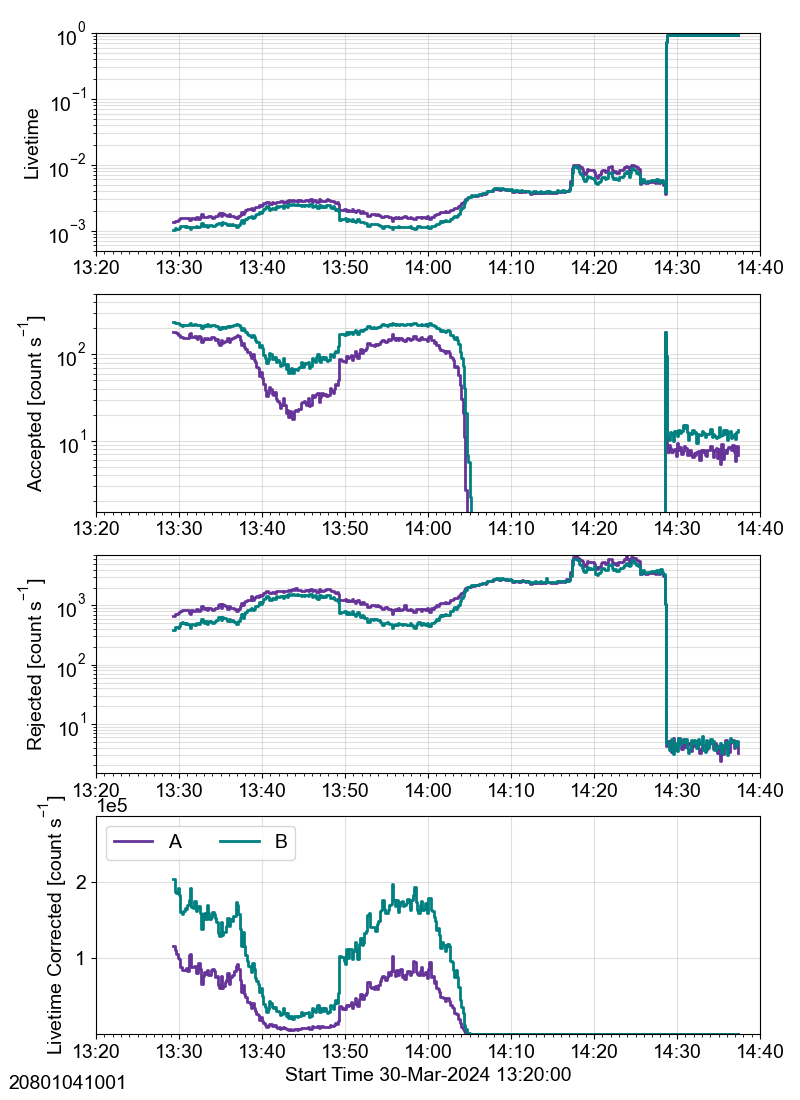 10^0
10^-1
10^-2
10^-3
Livetime
13:20 13:30 13:40 13:50 14:00 14:10 14:20 14:30 14:40
10^2
10^1
Accepted [count s^-1]
13:20 13:30 13:40 13:50 14:00 14:10 14:20 14:30 14:40
10^3
10^2
10^1
Rejected [count s^-1]
13:20 13:30 13:40 13:50 14:00 14:10 14:20 14:30 14:40
1e5
A B
2
1
Livetime Corrected [count s^-1]
13:20 13:30 13:40 13:50 14:00 14:10 14:20 14:30 14:40
Start Time 30-Mar-2024 13:20:00
20801041001